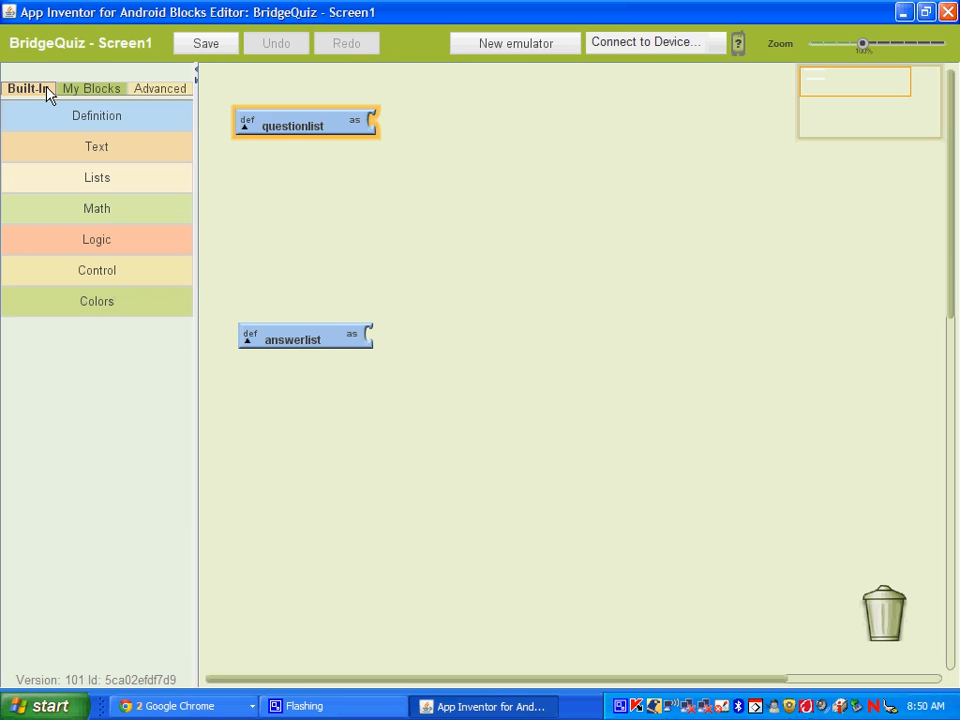 App Inventor for Android Blocks Editor: BridgeQuiz - Screen1
BridgeQuiz - Screen1 Save Undo Redo New emulator Connect to Device... ? Zoom 100%
Built-In My Blocks Advanced
Definition
Text
Lists
Math
Logic
Control
Colors
def questionlist as
def answerlist as
Version: 101 Id: 5ca02efdf7d9
start 2 Google Chrome Flashing App Inventor for And... 8:50 AM